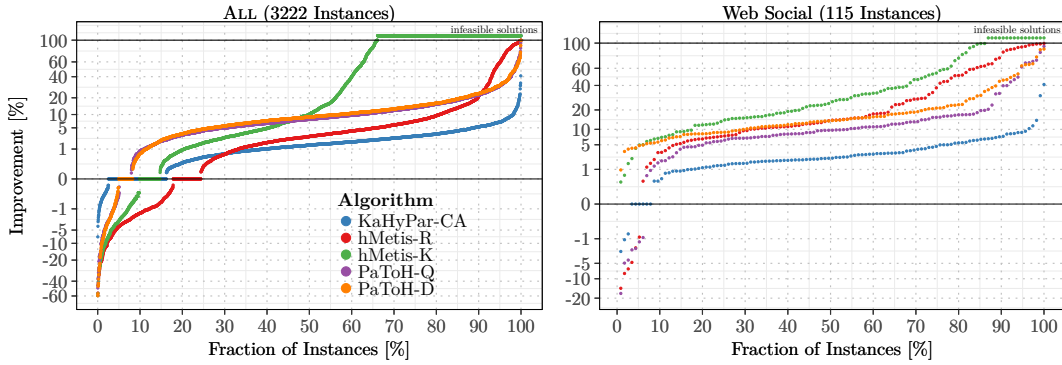 ALL (3222 Instances)
infeasible solutions
Improvement [%]
100
60
40
20
10
5
1
0
-1
-5
-10
-20
-40
-60
Algorithm
KaHyPar-CA
hMetis-R
hMetis-K
PaToH-Q
PaToH-D
0 10 20 30 40 50 60 70 80 90 100
Fraction of Instances [%]
Web Social (115 Instances)
infeasible solutions
100
60
40
20
10
5
1
0
-1
-5
-10
-20
0 10 20 30 40 50 60 70 80 90 100
Fraction of Instances [%]